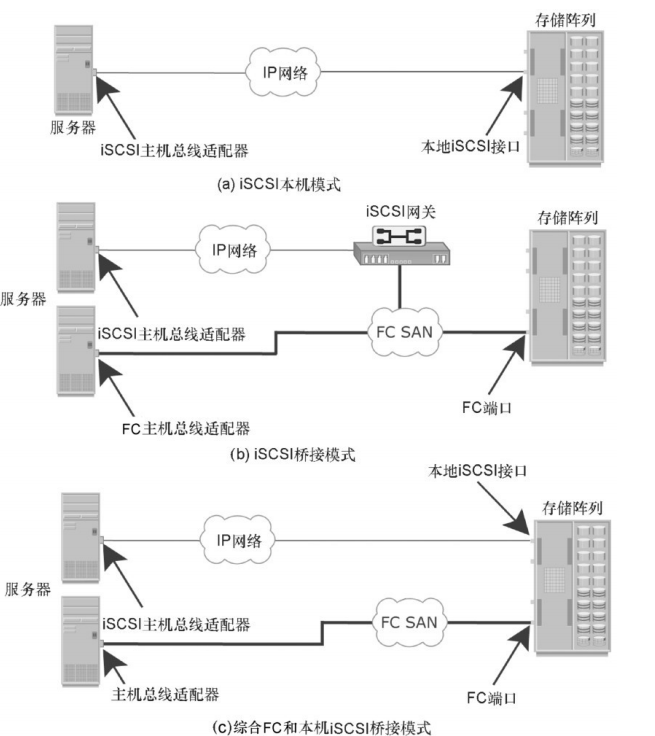 存储阵列
IP网络
服务器
iSCSI主机总线适配器
本地iSCSI接口
(a) iSCSI本机模式
iSCSI网关
存储阵列
IP网络
服务器
iSCSI主机总线适配器
FC SAN
FC端口
FC主机总线适配器
(b) iSCSI桥接模式
本地iSCSI接口
存储阵列
IP网络
服务器
iSCSI主机总线适配器
FC SAN
主机总线适配器
FC端口
(c)综合FC和本机iSCSI桥接模式